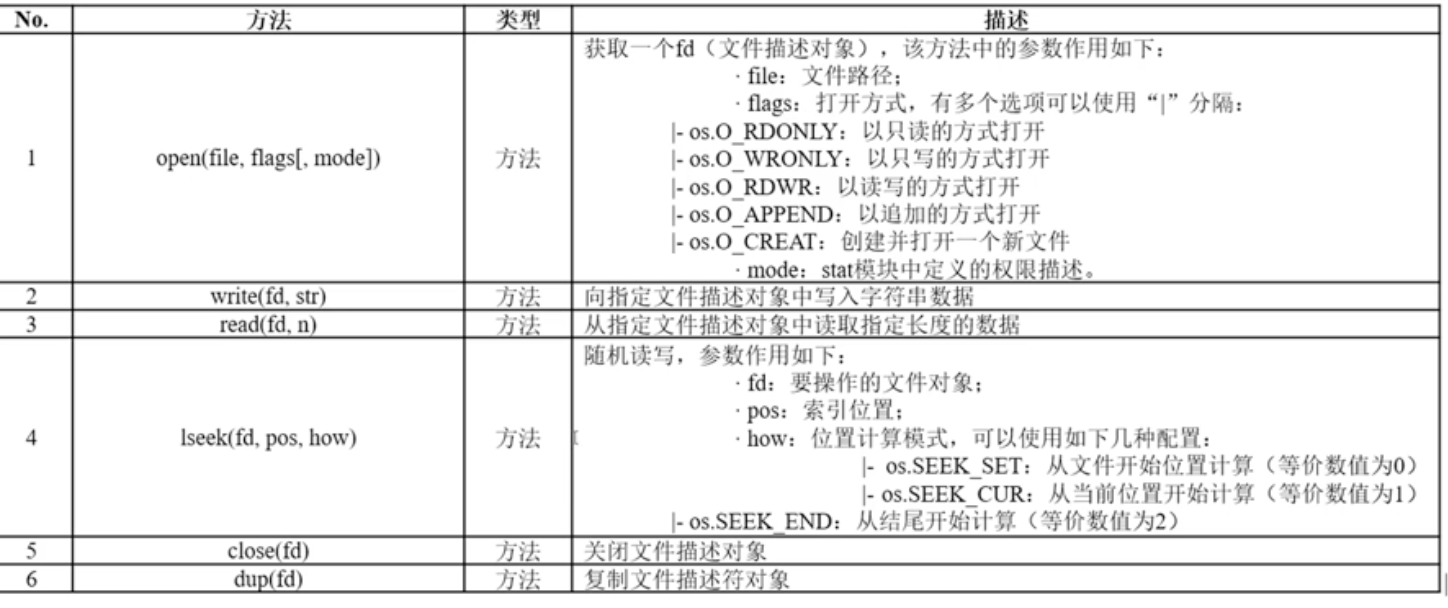 No. 方法 类型 描述
获取一个fd（文件描述对象），该方法中的参数作用如下：
· file：文件路径；
· flags：打开方式，有多个选项可以使用“|”分隔：
|- os.O_RDONLY：以只读的方式打开
1 open(file, flags[, mode]) 方法 |- os.O_WRONLY：以只写的方式打开
|- os.O_RDWR：以读写的方式打开
|- os.O_APPEND：以追加的方式打开
|- os.O_CREAT：创建并打开一个新文件
· mode：stat模块中定义的权限描述。
2 write(fd, str) 方法 向指定文件描述对象中写入字符串数据
3 read(fd, n) 方法 从指定文件描述对象中读取指定长度的数据
随机读写，参数作用如下：
· fd：要操作的文件对象；
· pos：索引位置；
4 lseek(fd, pos, how) 方法 · how：位置计算模式，可以使用如下几种配置：
|- os.SEEK_SET：从文件开始位置计算（等价数值为0）
|- os.SEEK_CUR：从当前位置开始计算（等价数值为1）
|- os.SEEK_END：从结尾开始计算（等价数值为2）
5 close(fd) 方法 关闭文件描述对象
6 dup(fd) 方法 复制文件描述符对象